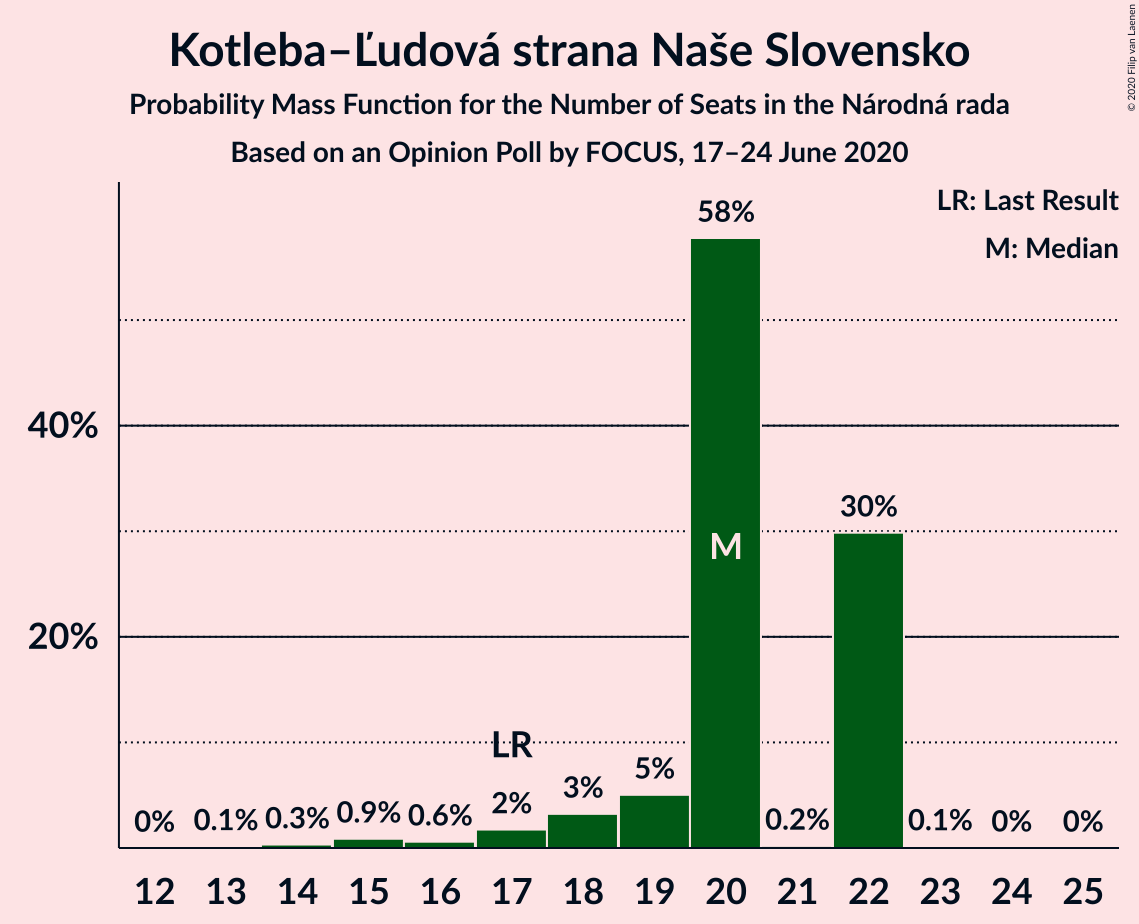 Kotleba–Ľudová strana Naše Slovensko
Probability Mass Function for the Number of Seats in the Národná rada
Based on an Opinion Poll by FOCUS, 17–24 June 2020
© 2020 Filip van Laenen
LR: Last Result
M: Median
58%
40%
30%
M
20%
LR
5%
3%
2%
0% 0.1% 0.3% 0.9% 0.6% 0.2% 0.1% 0% 0%
12 13 14 15 16 17 18 19 20 21 22 23 24 25